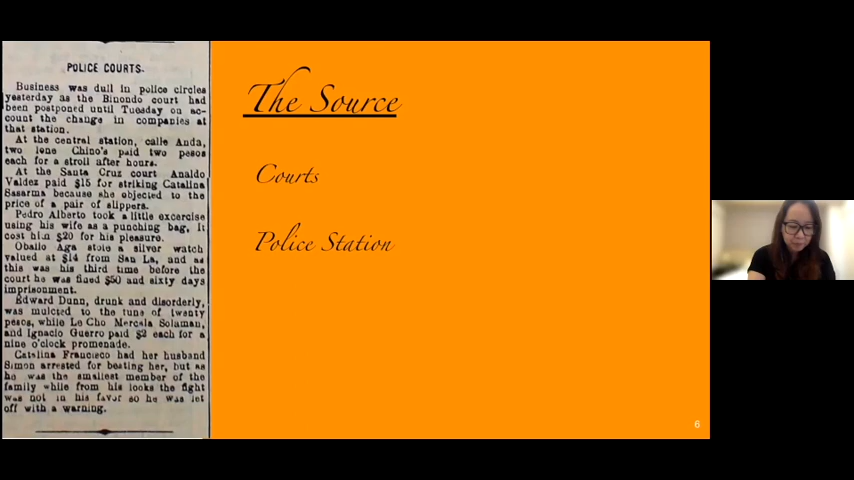 POLICE COURTS.
Business was dull in police circles
yesterday as the Binondo court had
been postponed until Tuesday on ac-
count the change in companies at
that station.
At the central station, calle Anda,
two lone Chino's paid two pesos
each for a stroll after hours.
At the Santa Cruz court Analdo
Valdez paid $15 for striking Catalina
Sasarma because she objected to the
price of a pair of slippers.
Pedro Alberto took a little excercise
using his wife as a punching bag, it
cost him $20 for his pleasure.
Oballo Aga stole a silver watch
valued at $14 from San La, and as
this was his third time before the
court he was fined $50 and sixty days
imprisonment.
Edward Dunn, drunk and disorderly,
was mulcted to the tune of twenty
pesos, while Le Cho Mercala Solaman,
and Ignacio Guerro paid $2 each for a
nine o'clock promenade.
Catalina Francisco had her husband
Simon arrested for beating her, but as
he was the smallest member of the
family while from his looks the fight
was not in his favor so he was let
off with a warning.
The Source
Courts
Police Station
6